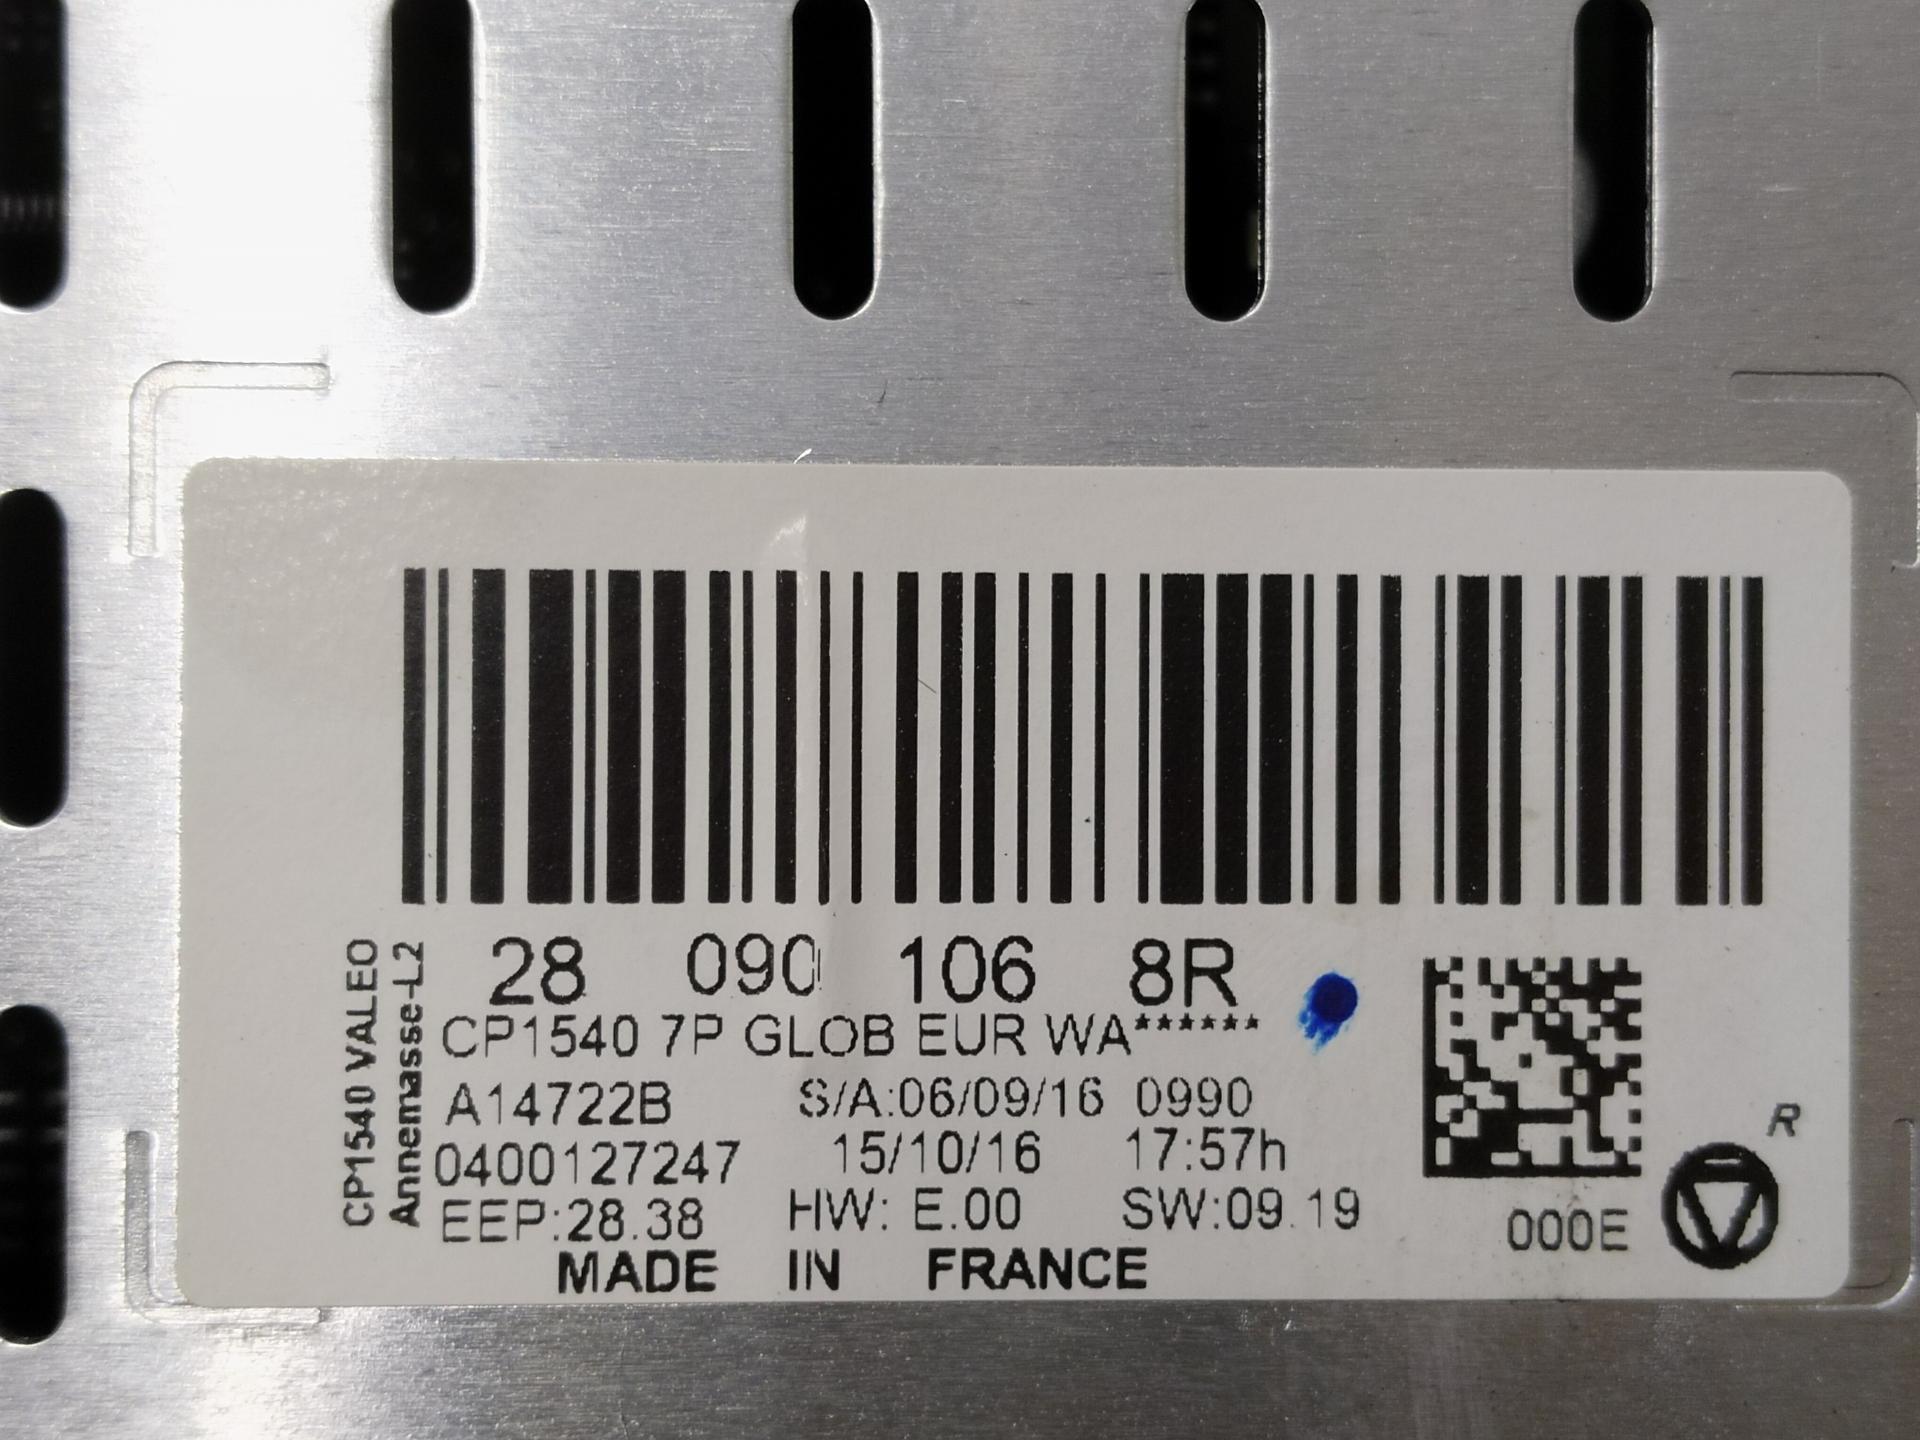 CP1540 VALEO
Annemasse-L2
28 090 106 8R
CP1540 7P GLOB EUR WA******
A14722B S/A:06/09/16 0990
0400127247 15/10/16 17:57h
EEP:28.38 HW: E.00 SW:09.19
MADE IN FRANCE
000E
R